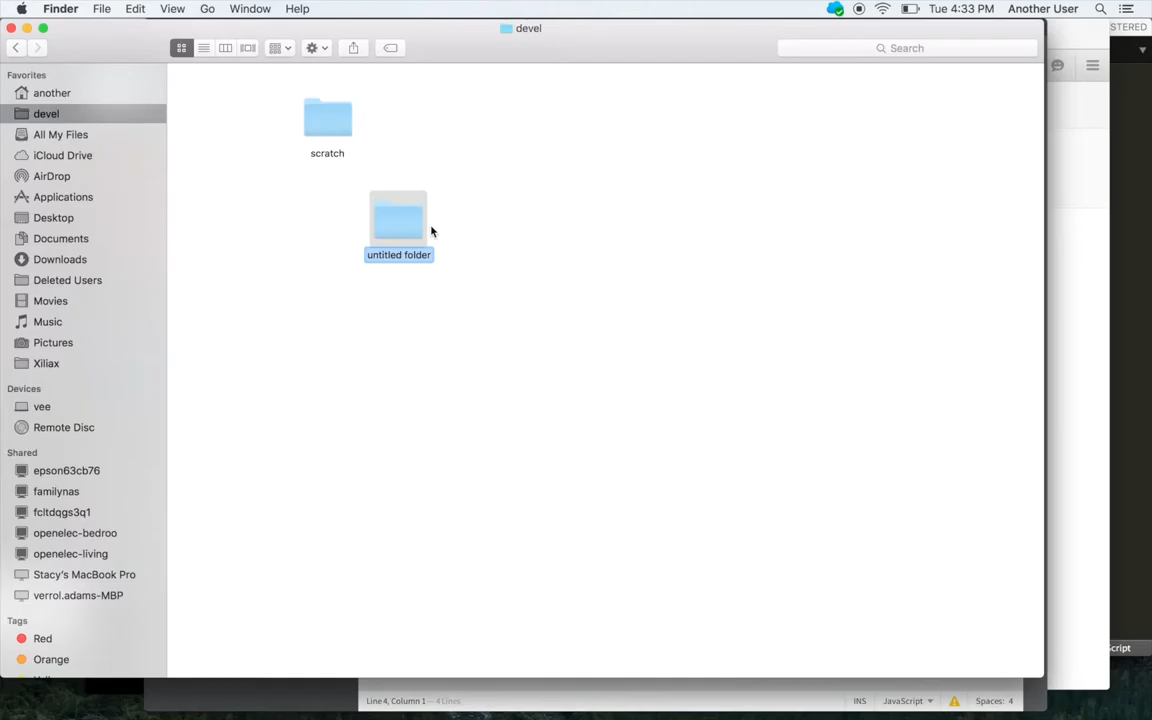 Finder File Edit View Go Window Help Tue 4:33 PM Another User
devel
STERED
Search
Favorites
another
devel
All My Files
iCloud Drive
AirDrop
Applications
Desktop
Documents
Downloads
Deleted Users
Movies
Music
Pictures
Xiliax
Devices
vee
Remote Disc
Shared
epson63cb76
familynas
fcltdqgs3q1
openelec-bedroo
openelec-living
Stacy's MacBook Pro
verrol.adams-MBP
Tags
Red
Orange
scratch
untitled folder
cript
Line 4, Column 1 — 4 Lines INS JavaScript Spaces: 4